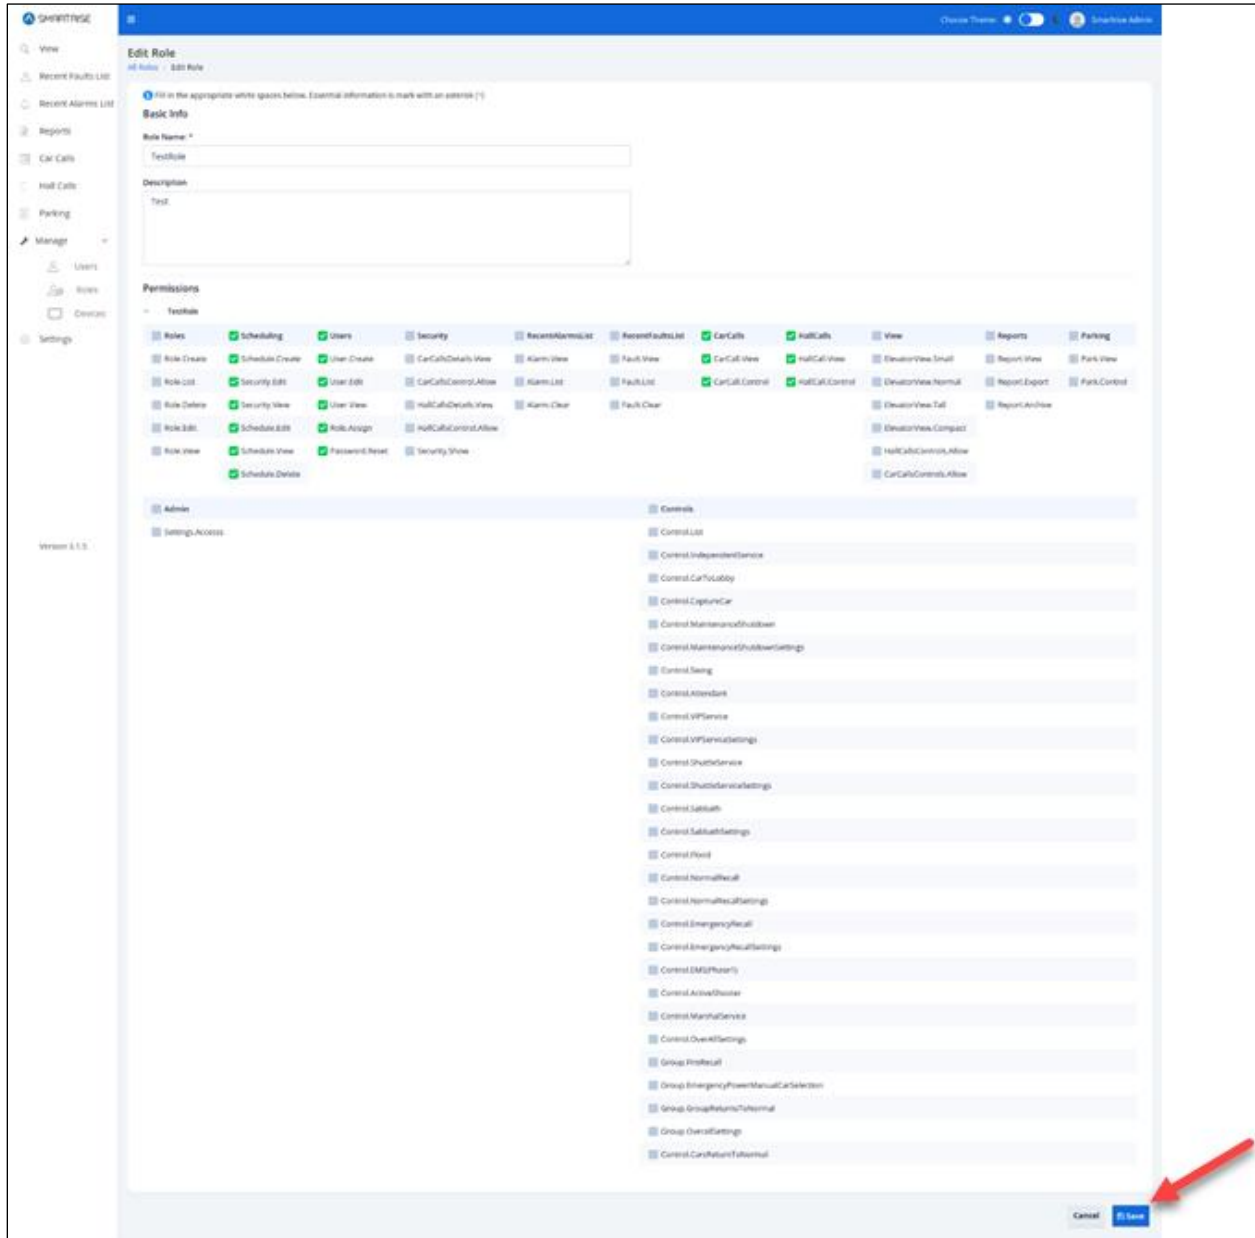 SMARTRISE
Choose Theme: Smartrise Admin
View
Recent Faults List
Recent Alarms List
Reports
Car Calls
Hall Calls
Parking
Manage
Users
Roles
Devices
Settings
Version 3.1.5
Edit Role
All Roles - Edit Role
Fill in the appropriate white spaces below. Essential information is mark with an asterisk (*)
Basic Info
Role Name: *
TestRole
Description
Test
Permissions
TestRole
Roles Scheduling Users Security RecentAlarmsList RecentFaultsList CarCalls HallCalls View Reports Parking
Role.Create Schedule.Create User.Create CarCallsDetails.View Alarm.View Fault.View CarCall.View HallCall.View ElevatorView.Small Report.View Park.View
Role.List Security.Edit User.Edit CarCallsControl.Allow Alarm.List Fault.List CarCall.Control HallCall.Control ElevatorView.Normal Report.Export Park.Control
Role.Delete Security.View User.View HallCallsDetails.View Alarm.Clear Fault.Clear ElevatorView.Tall Report.Archive
Role.Edit Schedule.Edit Role.Assign HallCallsControl.Allow ElevatorView.Compact
Role.View Schedule.View Password.Reset Security.Show HallCallsControls.Allow
Schedule.Delete CarCallsControls.Allow
Admin Controls
Settings.Access Control.List
Control.IndependentService
Control.CarToLobby
Control.CaptureCar
Control.MaintenanceShutdown
Control.MaintenanceShutdownSettings
Control.Swing
Control.Attendant
Control.VIPService
Control.VIPServiceSettings
Control.ShuttleService
Control.ShuttleServiceSettings
Control.Sabbath
Control.SabbathSettings
Control.Flood
Control.NormalRecall
Control.NormalRecallSettings
Control.EmergencyRecall
Control.EmergencyRecallSettings
Control.EMS(Phase1)
Control.ActiveShooter
Control.MarshalService
Control.OverAllSettings
Group.FireRecall
Group.EmergencyPowerManualCarSelection
Group.GroupReturnsToNormal
Group.OverallSettings
Control.CarsReturnToNormal
Cancel Save